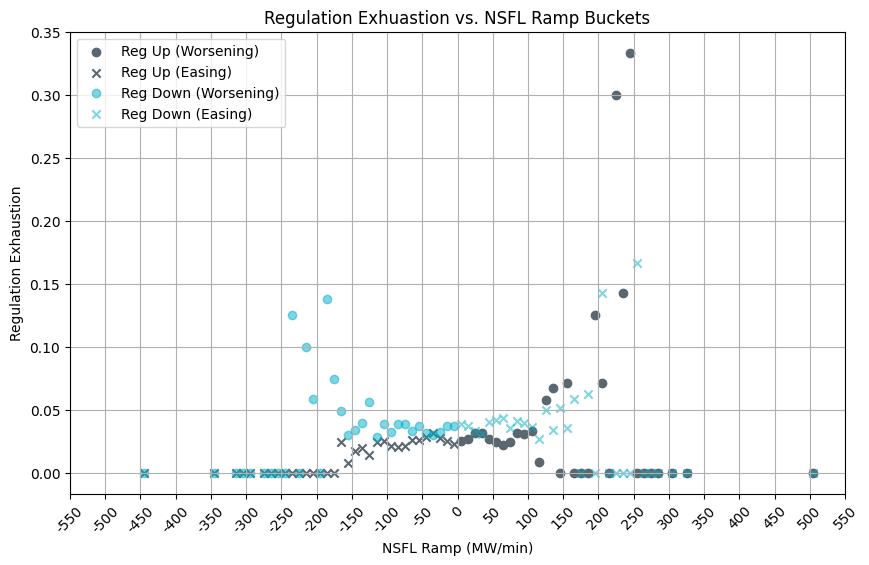 Regulation Exhuastion vs. NSFL Ramp Buckets
Reg Up (Worsening)
Reg Up (Easing)
Reg Down (Worsening)
Reg Down (Easing)
Regulation Exhaustion
0.35
0.30
0.25
0.20
0.15
0.10
0.05
0.00
-550 -500 -450 -400 -350 -300 -250 -200 -150 -100 -50 0 50 100 150 200 250 300 350 400 450 500 550
NSFL Ramp (MW/min)